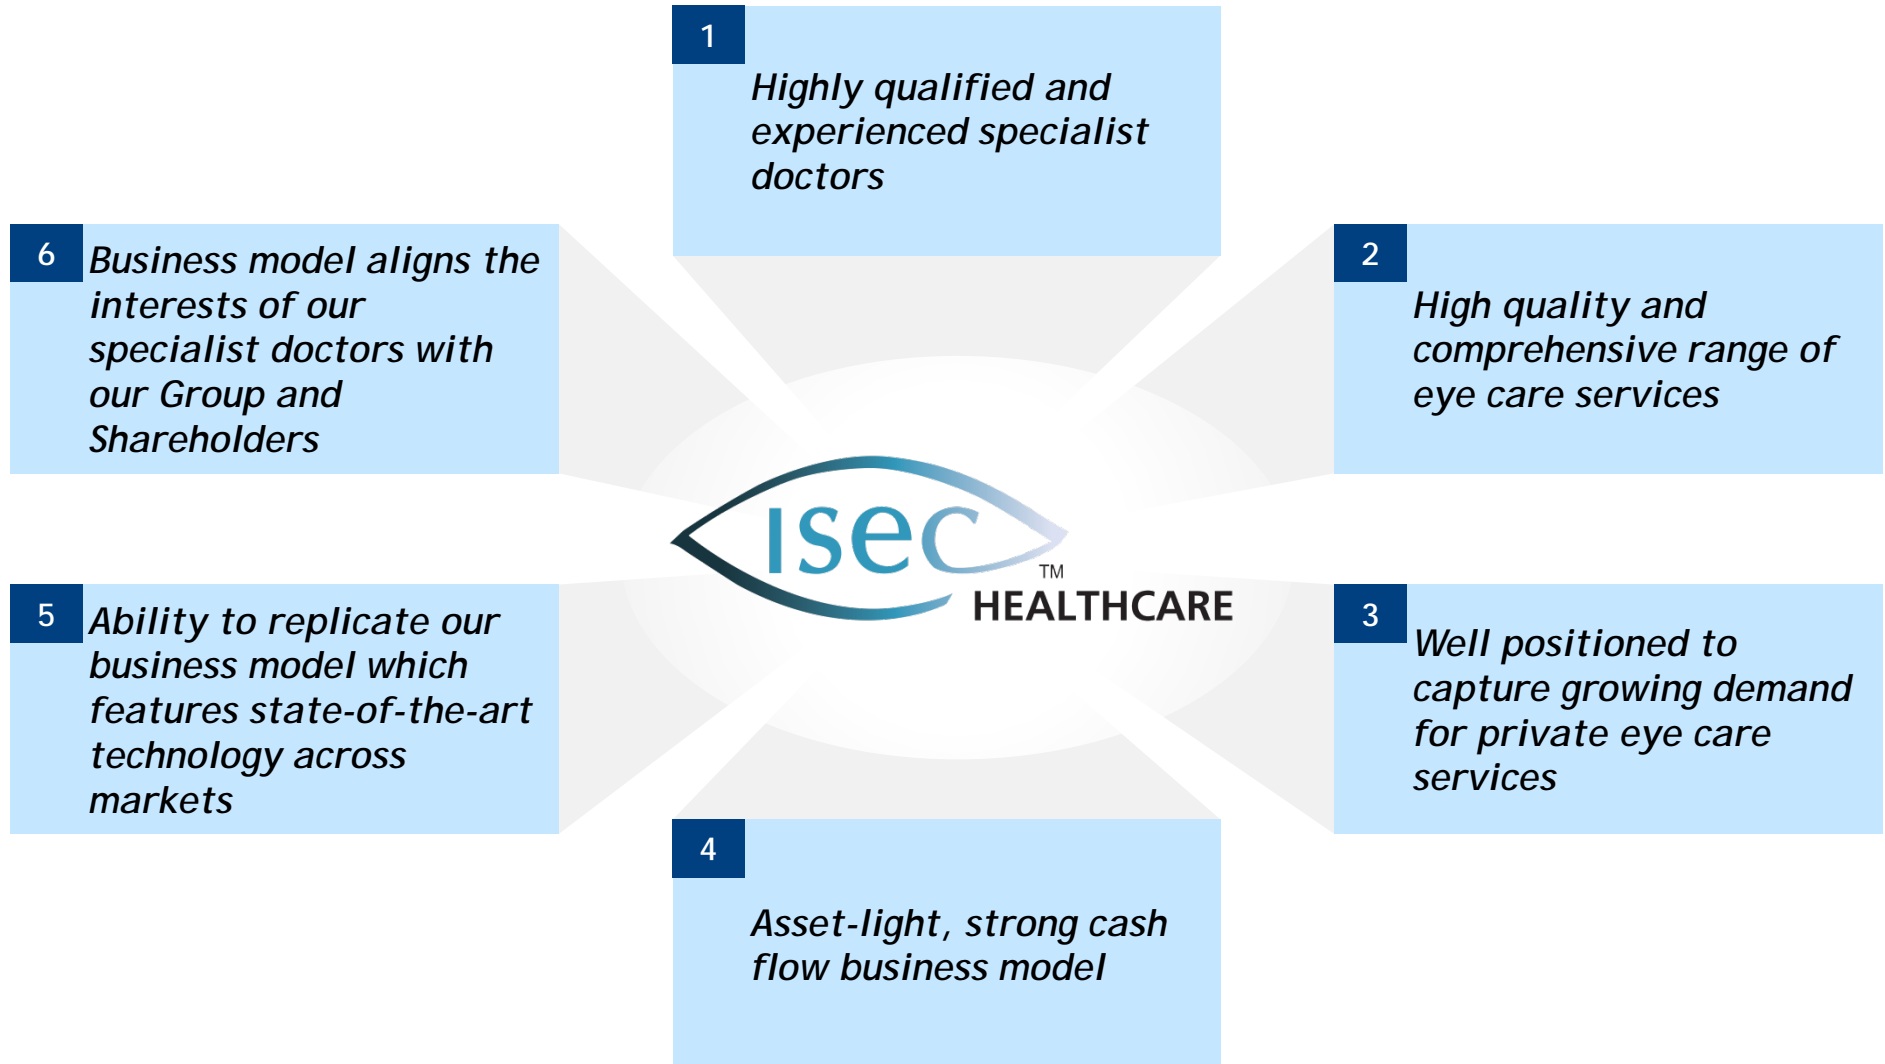 1
Highly qualified and
experienced specialist
doctors
2
High quality and
comprehensive range of
eye care services
3
Well positioned to
capture growing demand
for private eye care
services
4
Asset-light, strong cash
flow business model
5
Ability to replicate our
business model which
features state-of-the-art
technology across
markets
6
Business model aligns the
interests of our
specialist doctors with
our Group and
Shareholders
ISec
TM
HEALTHCARE